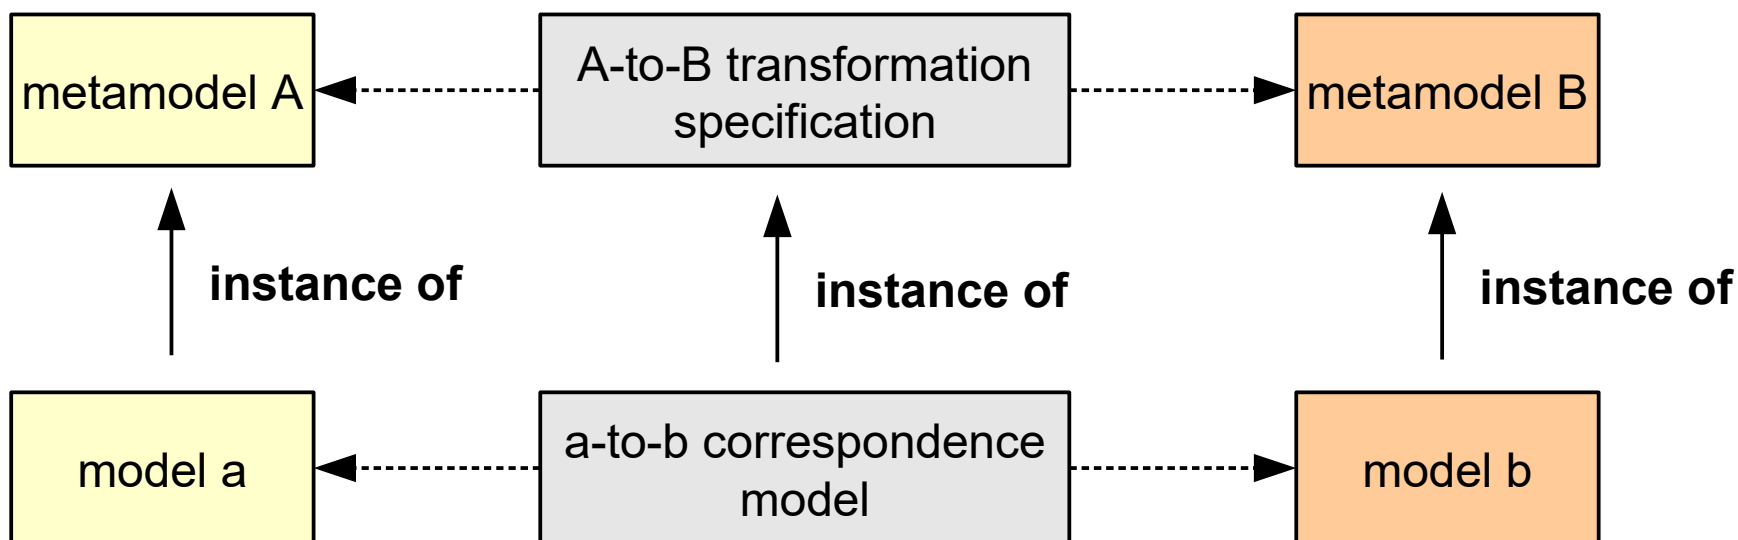 metamodel A
A-to-B transformation
specification
metamodel B
instance of
instance of
instance of
model a
a-to-b correspondence
model
model b